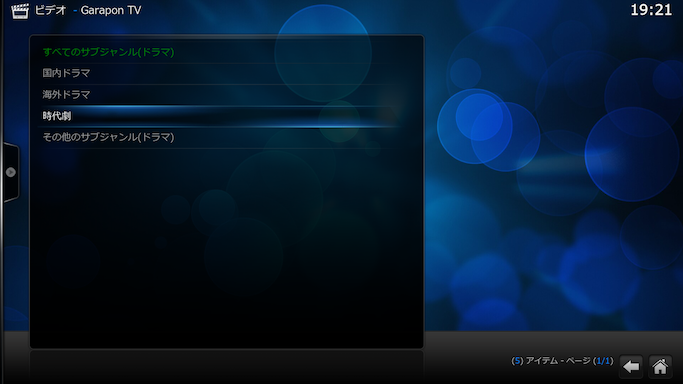 ビデオ - Garapon TV
19:21
すべてのサブジャンル(ドラマ)
国内ドラマ
海外ドラマ
時代劇
その他のサブジャンル(ドラマ)
(5) アイテム - ページ (1/1)